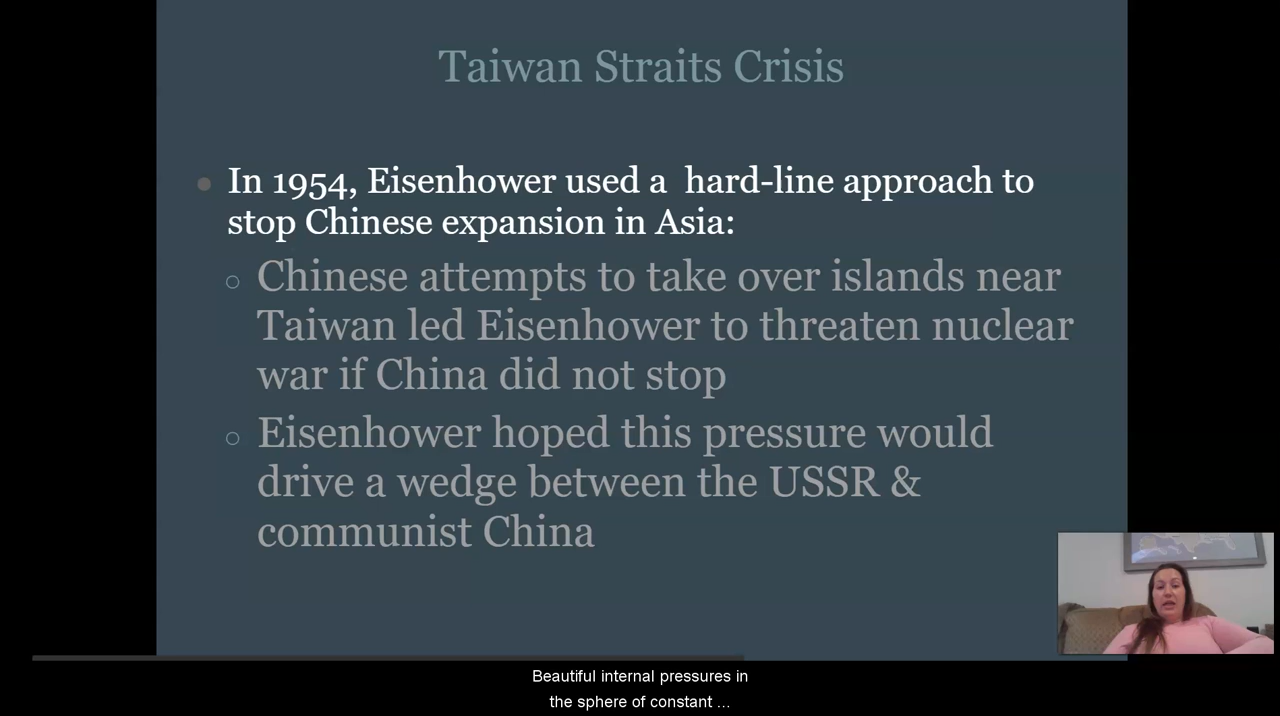 Taiwan Straits Crisis
In 1954, Eisenhower used a hard-line approach to
stop Chinese expansion in Asia:
Chinese attempts to take over islands near
Taiwan led Eisenhower to threaten nuclear
war if China did not stop
Eisenhower hoped this pressure would
drive a wedge between the USSR &
communist China
Beautiful internal pressures in
the sphere of constant ...